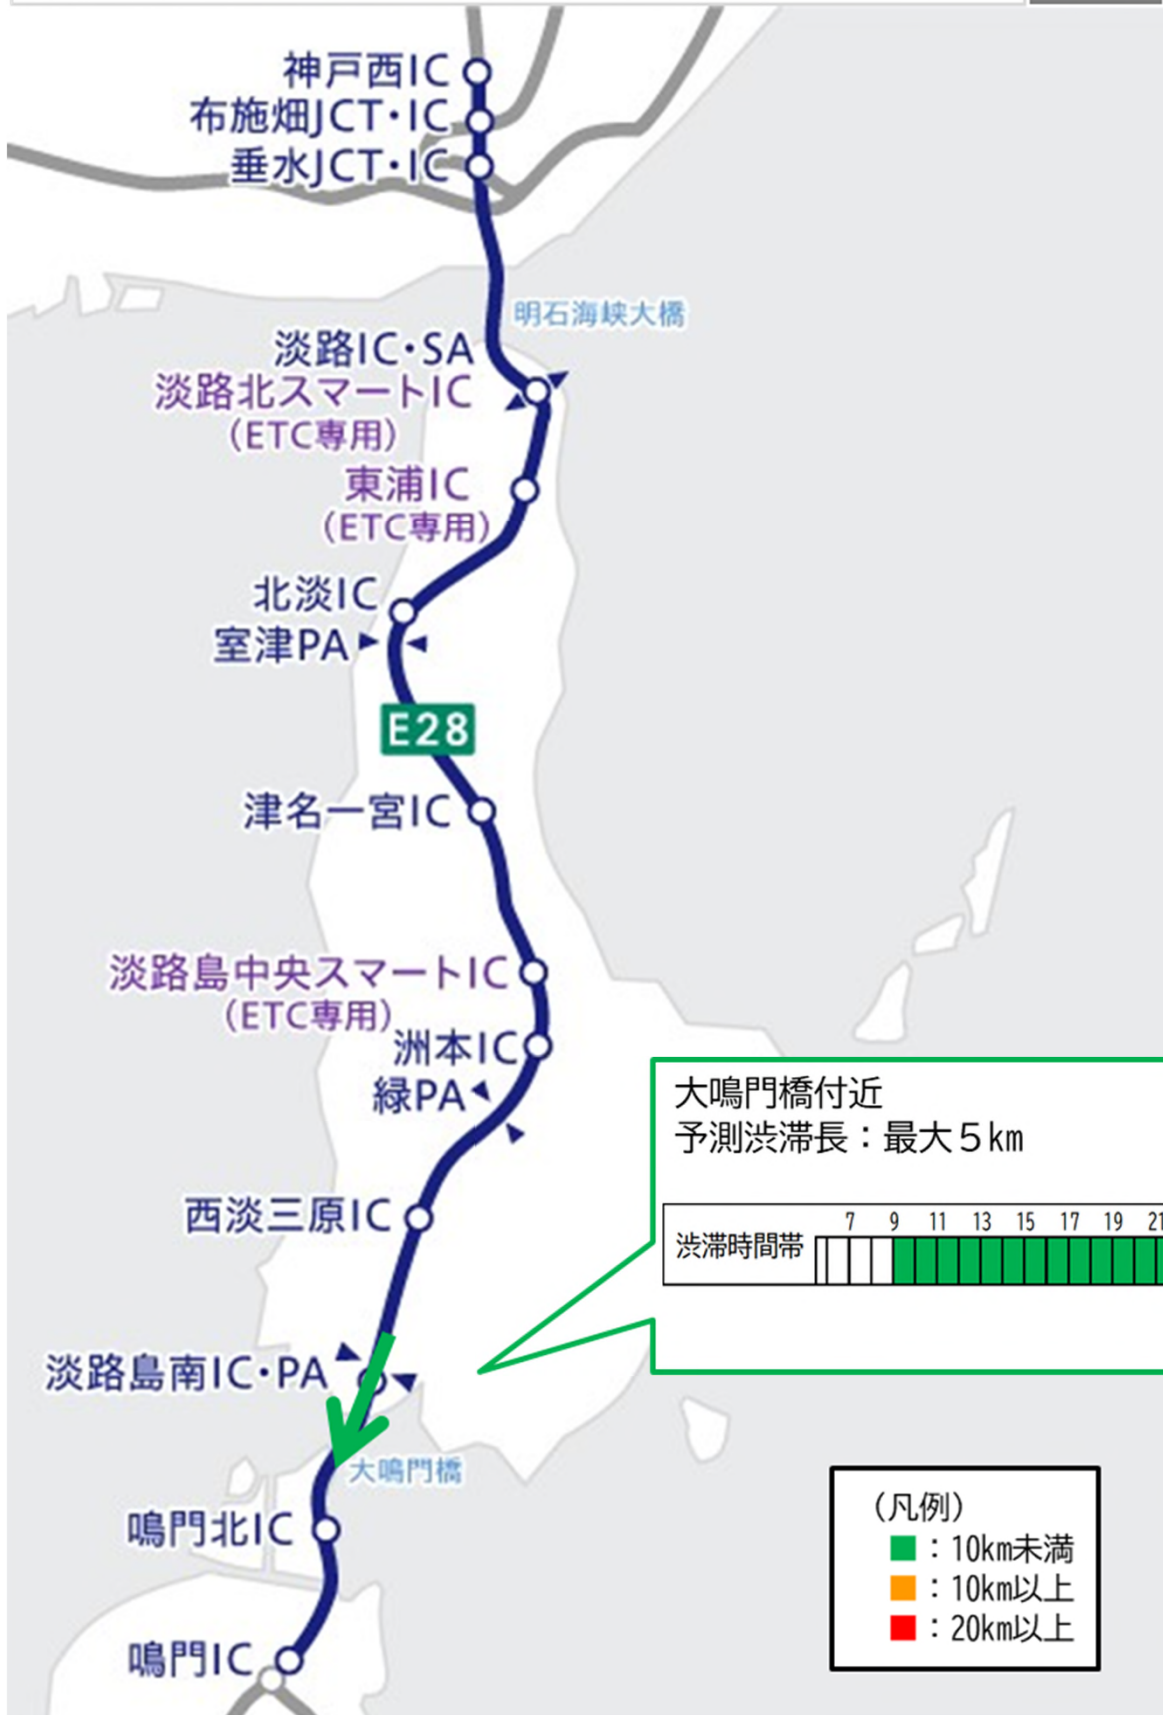 神戸西IC
布施畑JCT・IC
垂水JCT・IC
明石海峡大橋
淡路IC・SA
淡路北スマートIC
（ETC専用）
東浦IC
（ETC専用）
北淡IC
室津PA
E28
津名一宮IC
淡路島中央スマートIC
（ETC専用）
洲本IC
緑PA
大鳴門橋付近
予測渋滞長：最大５㎞
7 9 11 13 15 17 19 21
渋滞時間帯
西淡三原IC
淡路島南IC・PA
大鳴門橋
鳴門北IC
鳴門IC
（凡例）
：10㎞未満
：10㎞以上
：20㎞以上